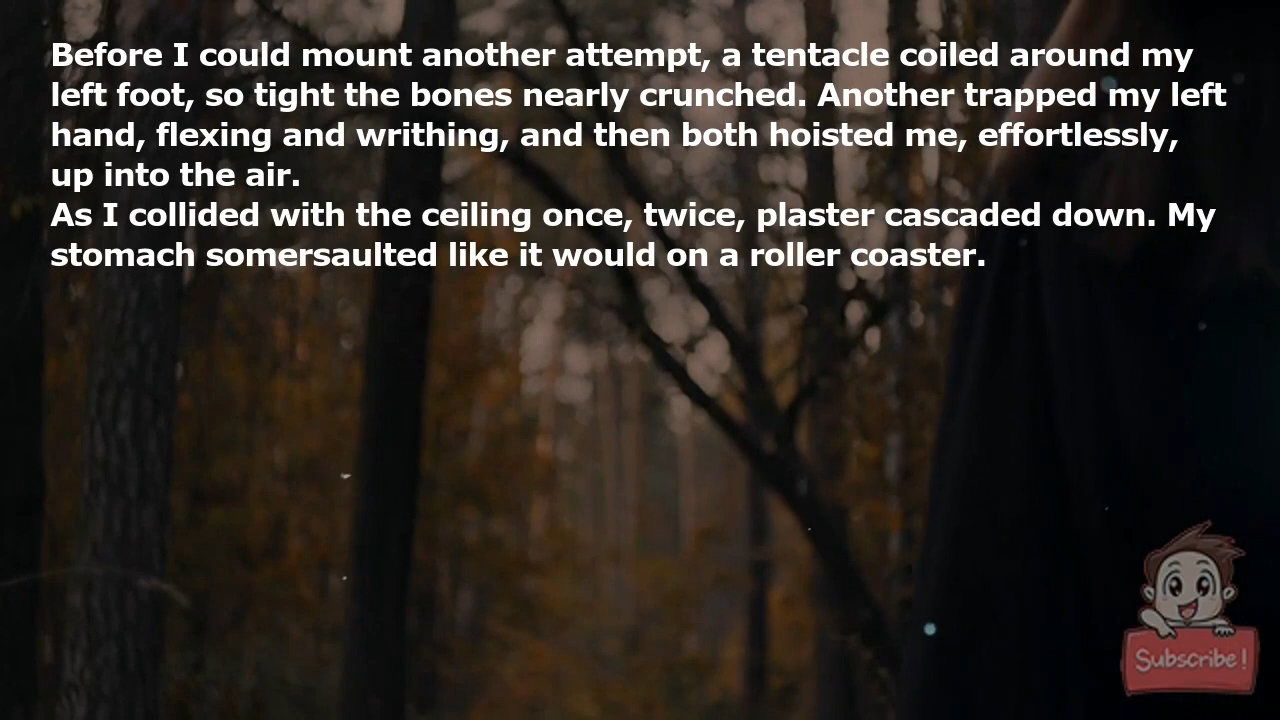 Before I could mount another attempt, a tentacle coiled around my
left foot, so tight the bones nearly crunched. Another trapped my left
hand, flexing and writhing, and then both hoisted me, effortlessly,
up into the air.
As I collided with the ceiling once, twice, plaster cascaded down. My
stomach somersaulted like it would on a roller coaster.
Subscribe!